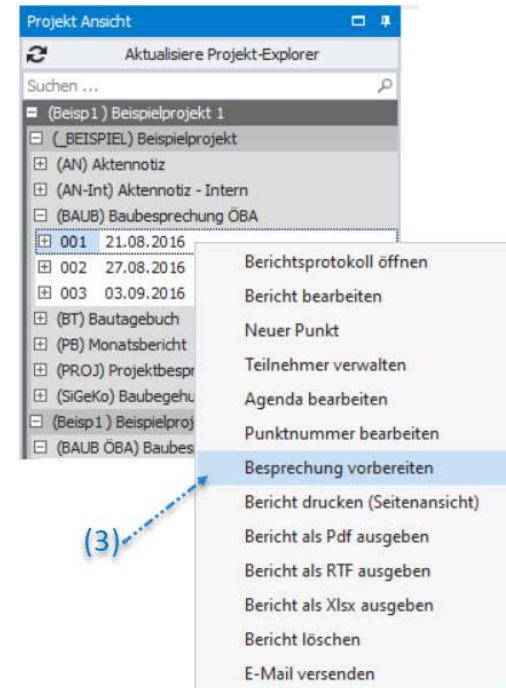 Projekt Ansicht
Aktualisiere Projekt-Explorer
Suchen ...
(Beisp1 ) Beispielprojekt 1
(_BEISPIEL) Beispielprojekt
(AN) Aktennotiz
(AN-Int) Aktennotiz - Intern
(BAUB) Baubesprechung ÖBA
001 21.08.2016
002 27.08.2016
003 03.09.2016
(BT) Bautagebuch
(PB) Monatsbericht
(PROJ) Projektbespr
(SiGeKo) Baubegehu
(Beisp1 ) Beispielproj
(BAUB ÖBA) Baubes
Berichtsprotokoll öffnen
Bericht bearbeiten
Neuer Punkt
Teilnehmer verwalten
Agenda bearbeiten
Punktnummer bearbeiten
Besprechung vorbereiten
Bericht drucken (Seitenansicht)
Bericht als Pdf ausgeben
Bericht als RTF ausgeben
Bericht als Xlsx ausgeben
Bericht löschen
E-Mail versenden
(3)